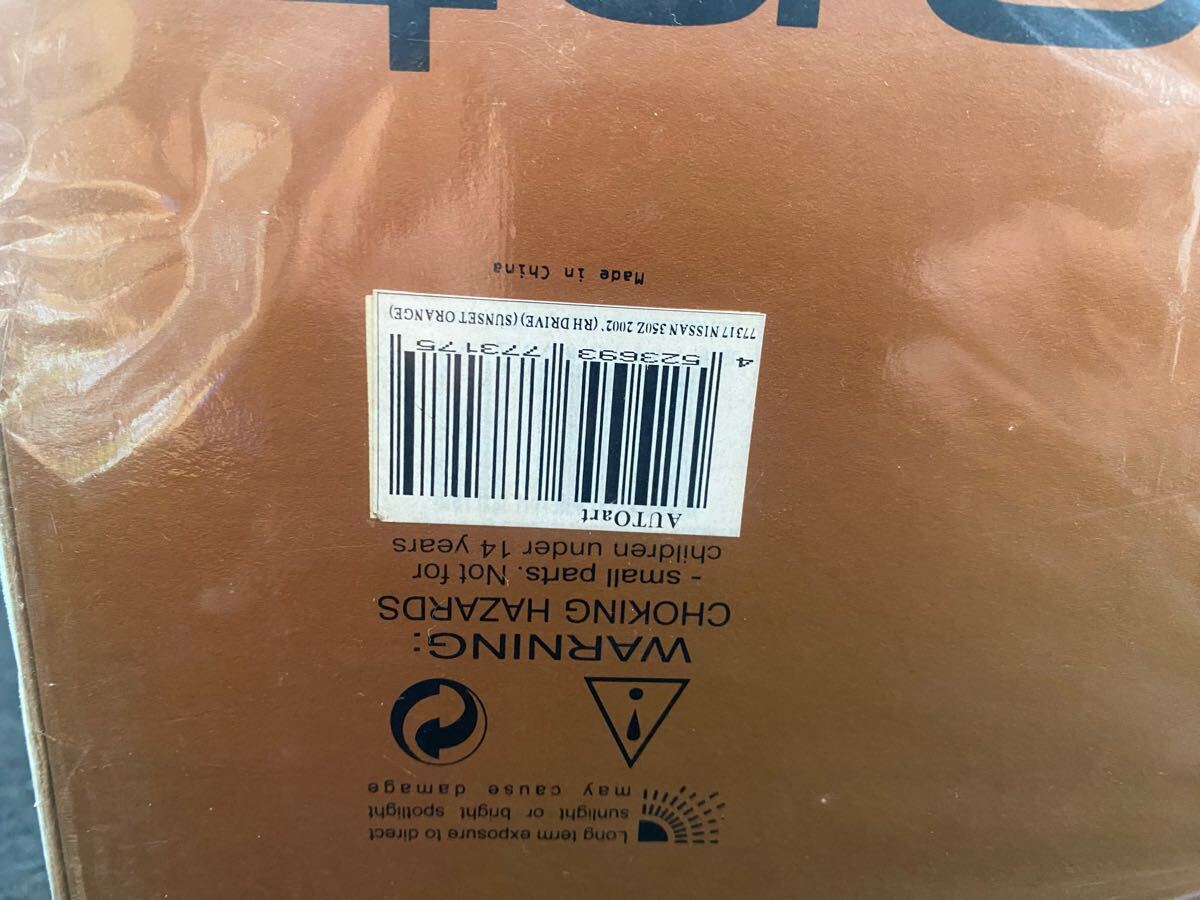 Long term exposure to direct
sunlight or bright spotlight
may cause damage
WARNING:
CHOKING HAZARDS
- small parts. Not for
children under 14 years
AUTOart
4 523693 773175
77317 NISSAN 350Z 2002' (RH DRIVE) (SUNSET ORANGE)
Made in China